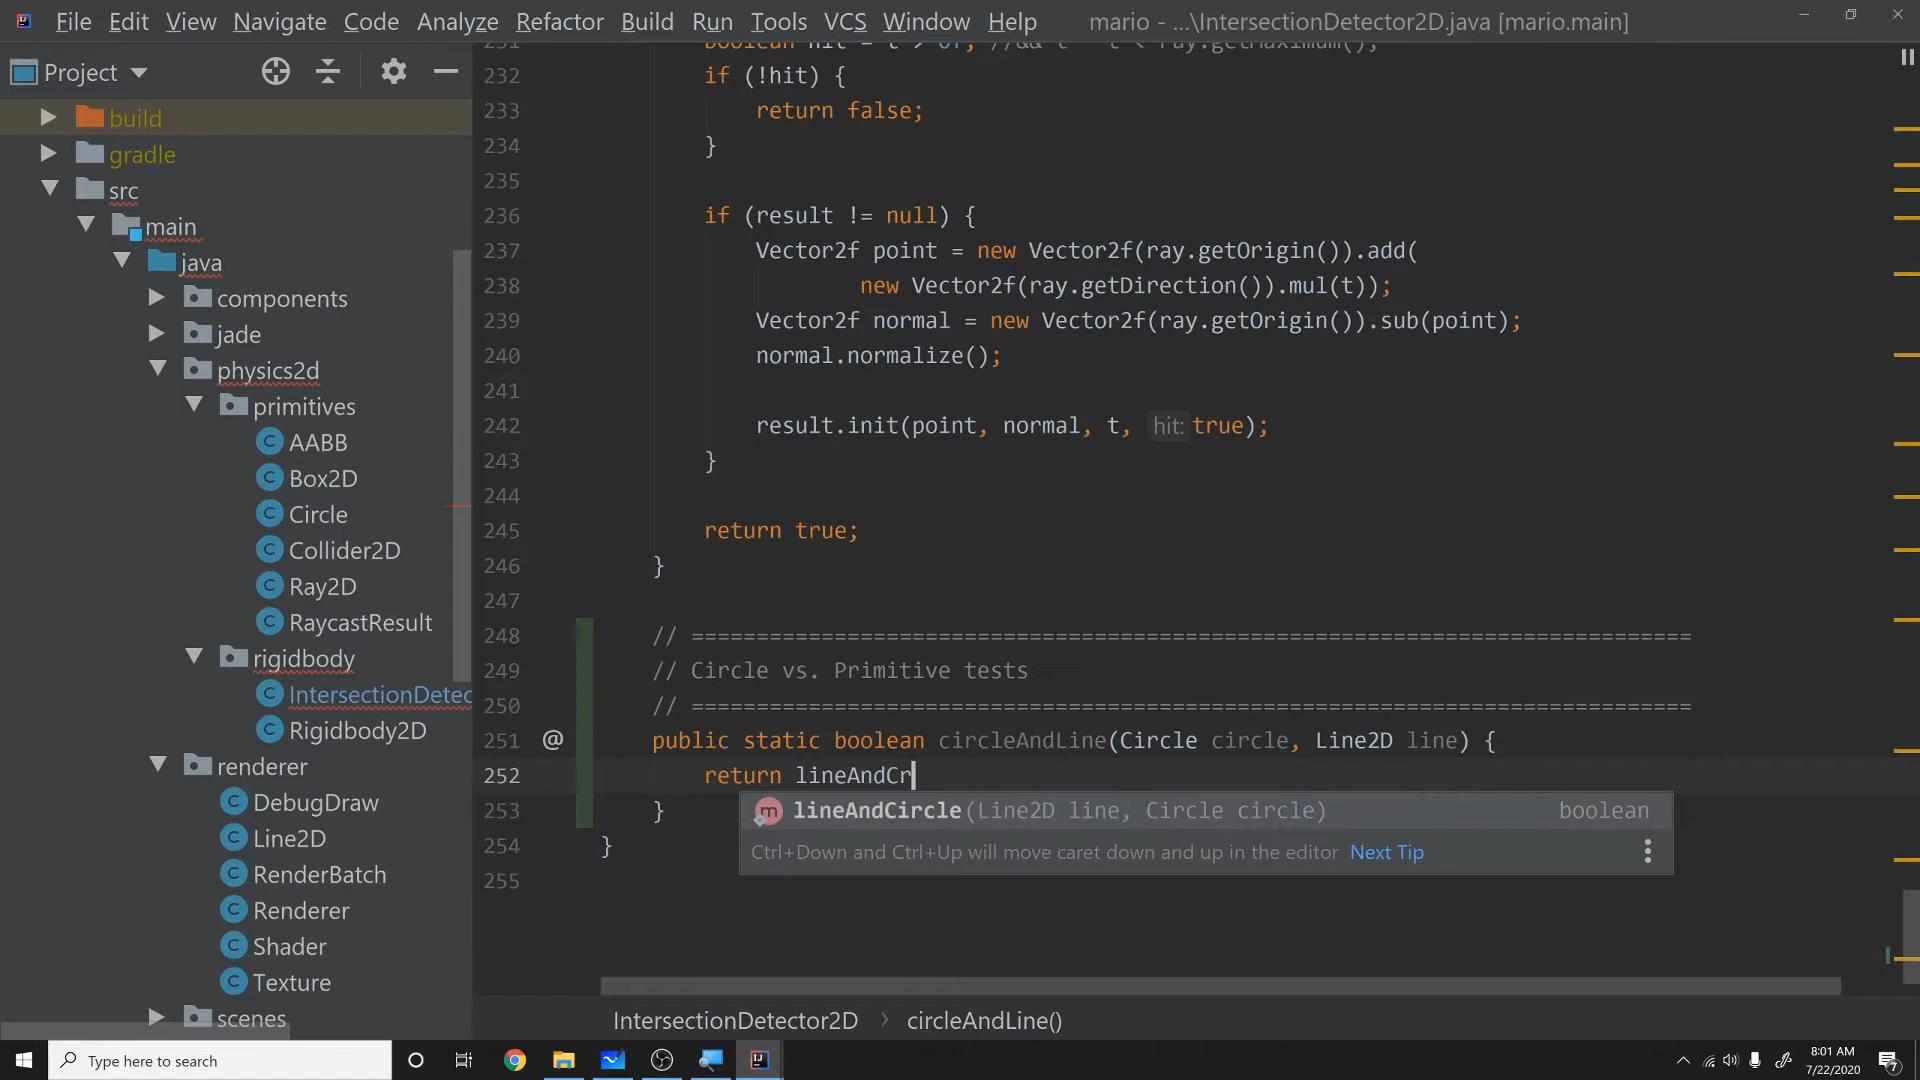 File Edit View Navigate Code Analyze Refactor Build Run Tools VCS Window Help mario - ...\IntersectionDetector2D.java [mario.main]
Project
build
gradle
src
main
java
components
jade
physics2d
primitives
AABB
Box2D
Circle
Collider2D
Ray2D
RaycastResult
rigidbody
IntersectionDetec
Rigidbody2D
renderer
DebugDraw
Line2D
RenderBatch
Renderer
Shader
Texture
scenes
231 boolean hit = t > 0f; //&& t * t < ray.getMaximum();
232 if (!hit) {
233 return false;
234 }
235
236 if (result != null) {
237 Vector2f point = new Vector2f(ray.getOrigin()).add(
238 new Vector2f(ray.getDirection()).mul(t));
239 Vector2f normal = new Vector2f(ray.getOrigin()).sub(point);
240 normal.normalize();
241
242 result.init(point, normal, t, hit: true);
243 }
244
245 return true;
246 }
247
248 // =============================================================================
249 // Circle vs. Primitive tests
250 // =============================================================================
251 @ public static boolean circleAndLine(Circle circle, Line2D line) {
252 return lineAndCr
253 }
254 }
255
lineAndCircle(Line2D line, Circle circle) boolean
Ctrl+Down and Ctrl+Up will move caret down and up in the editor Next Tip
IntersectionDetector2D > circleAndLine()
Type here to search
8:01 AM
7/22/2020
7